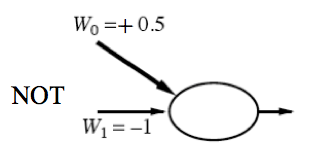 W₀ =+ 0.5
NOT
W₁ = –1